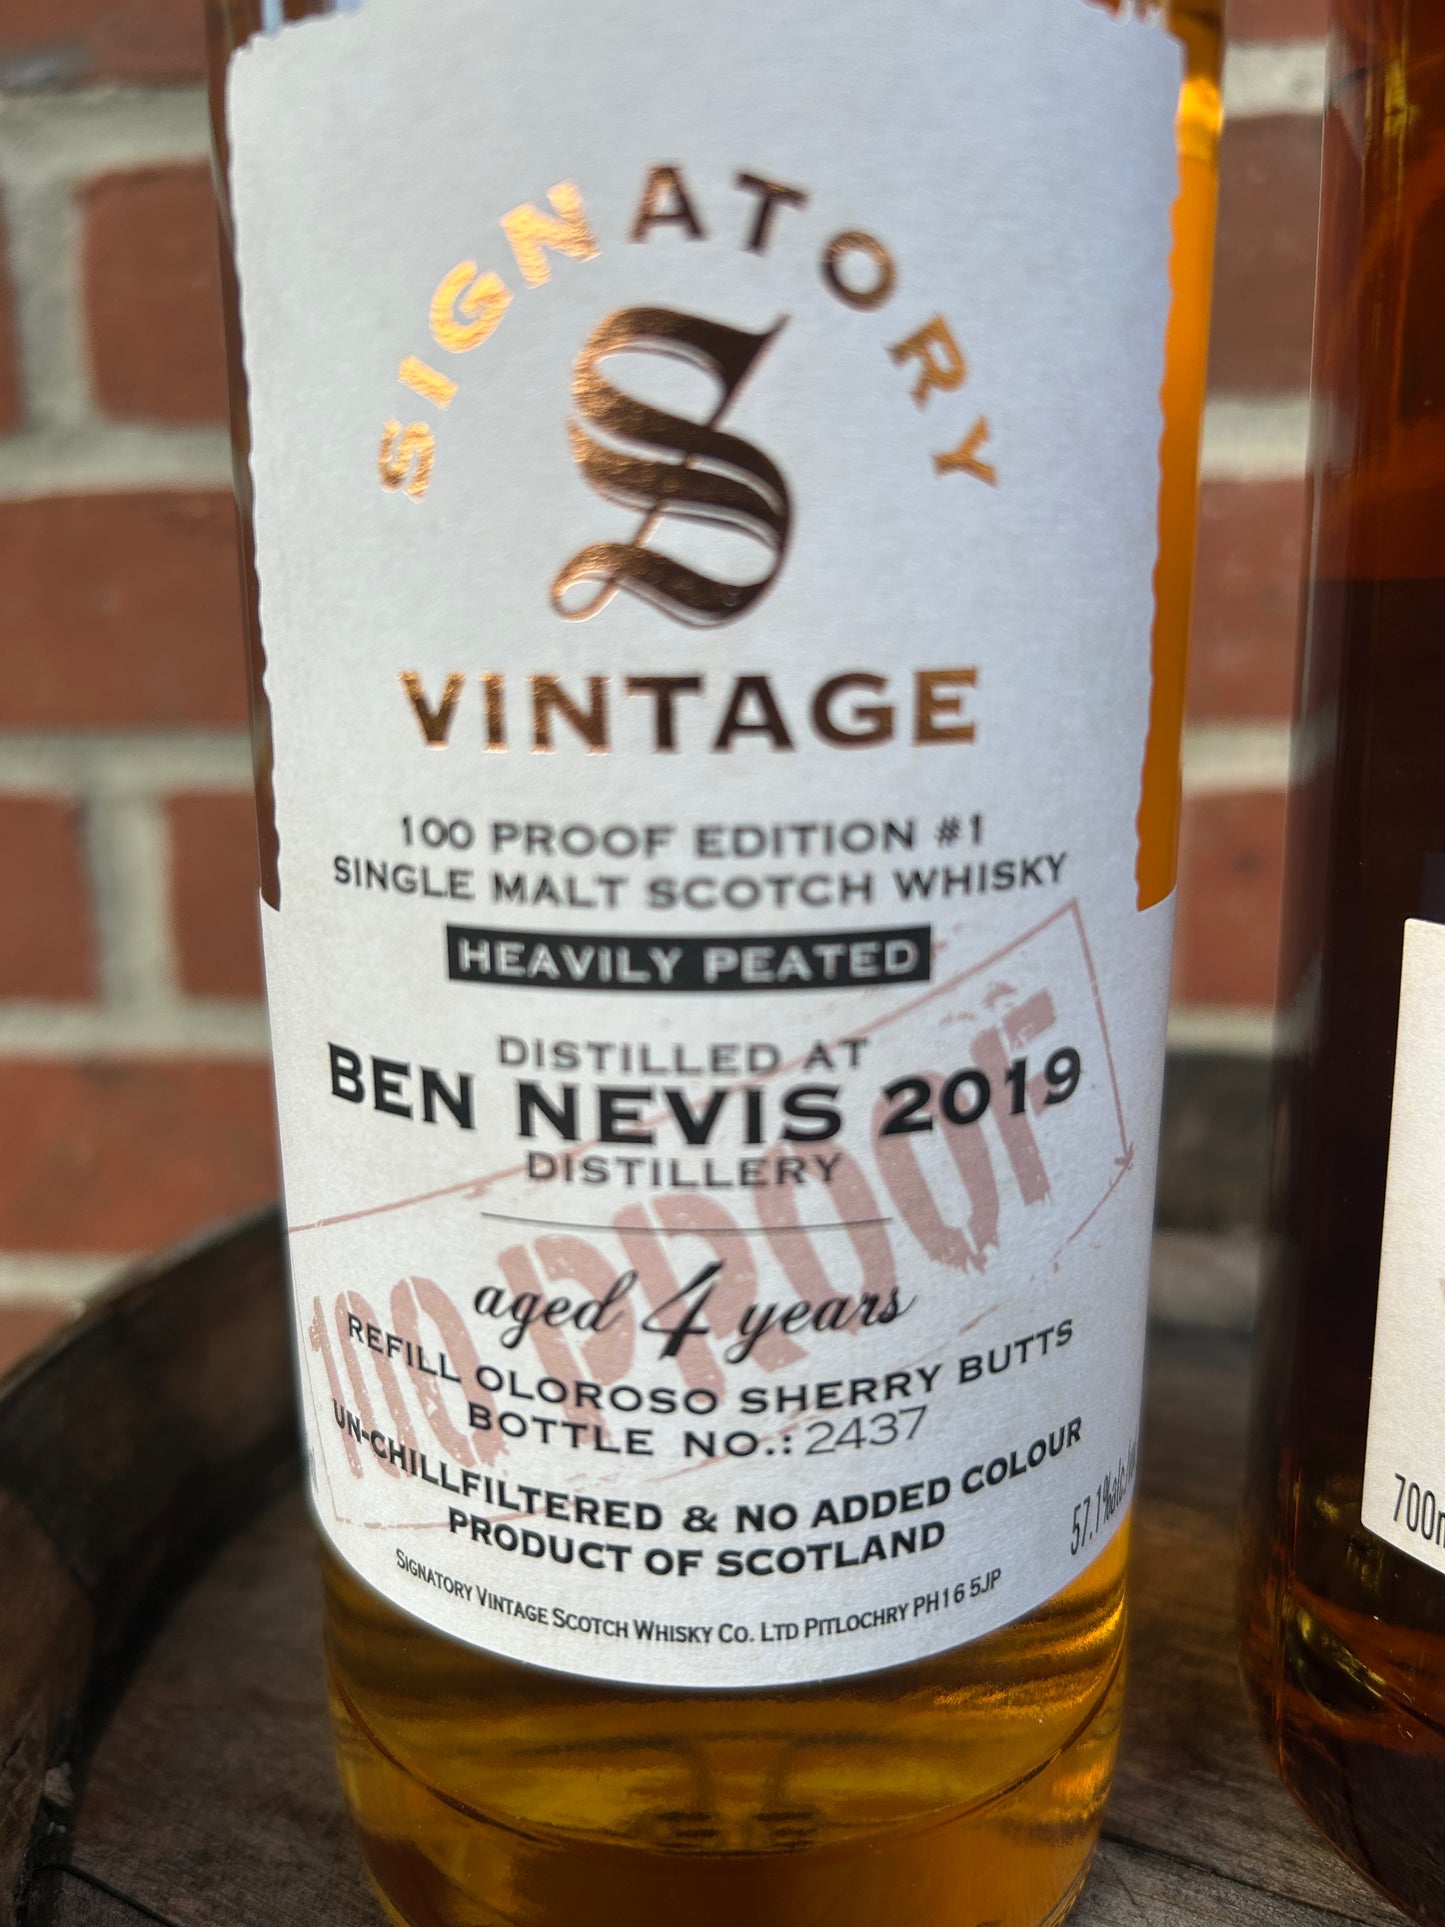 SIGNATORY
S
VINTAGE
100 PROOF EDITION #1
SINGLE MALT SCOTCH WHISKY
HEAVILY PEATED
DISTILLED AT
BEN NEVIS 2019
DISTILLERY
100 PROOF
aged 4 years
REFILL OLOROSO SHERRY BUTTS
BOTTLE NO.: 2437
UN-CHILLFILTERED & NO ADDED COLOUR
PRODUCT OF SCOTLAND
57.1%alc.
SIGNATORY VINTAGE SCOTCH WHISKY CO. LTD PITLOCHRY PH16 5JP